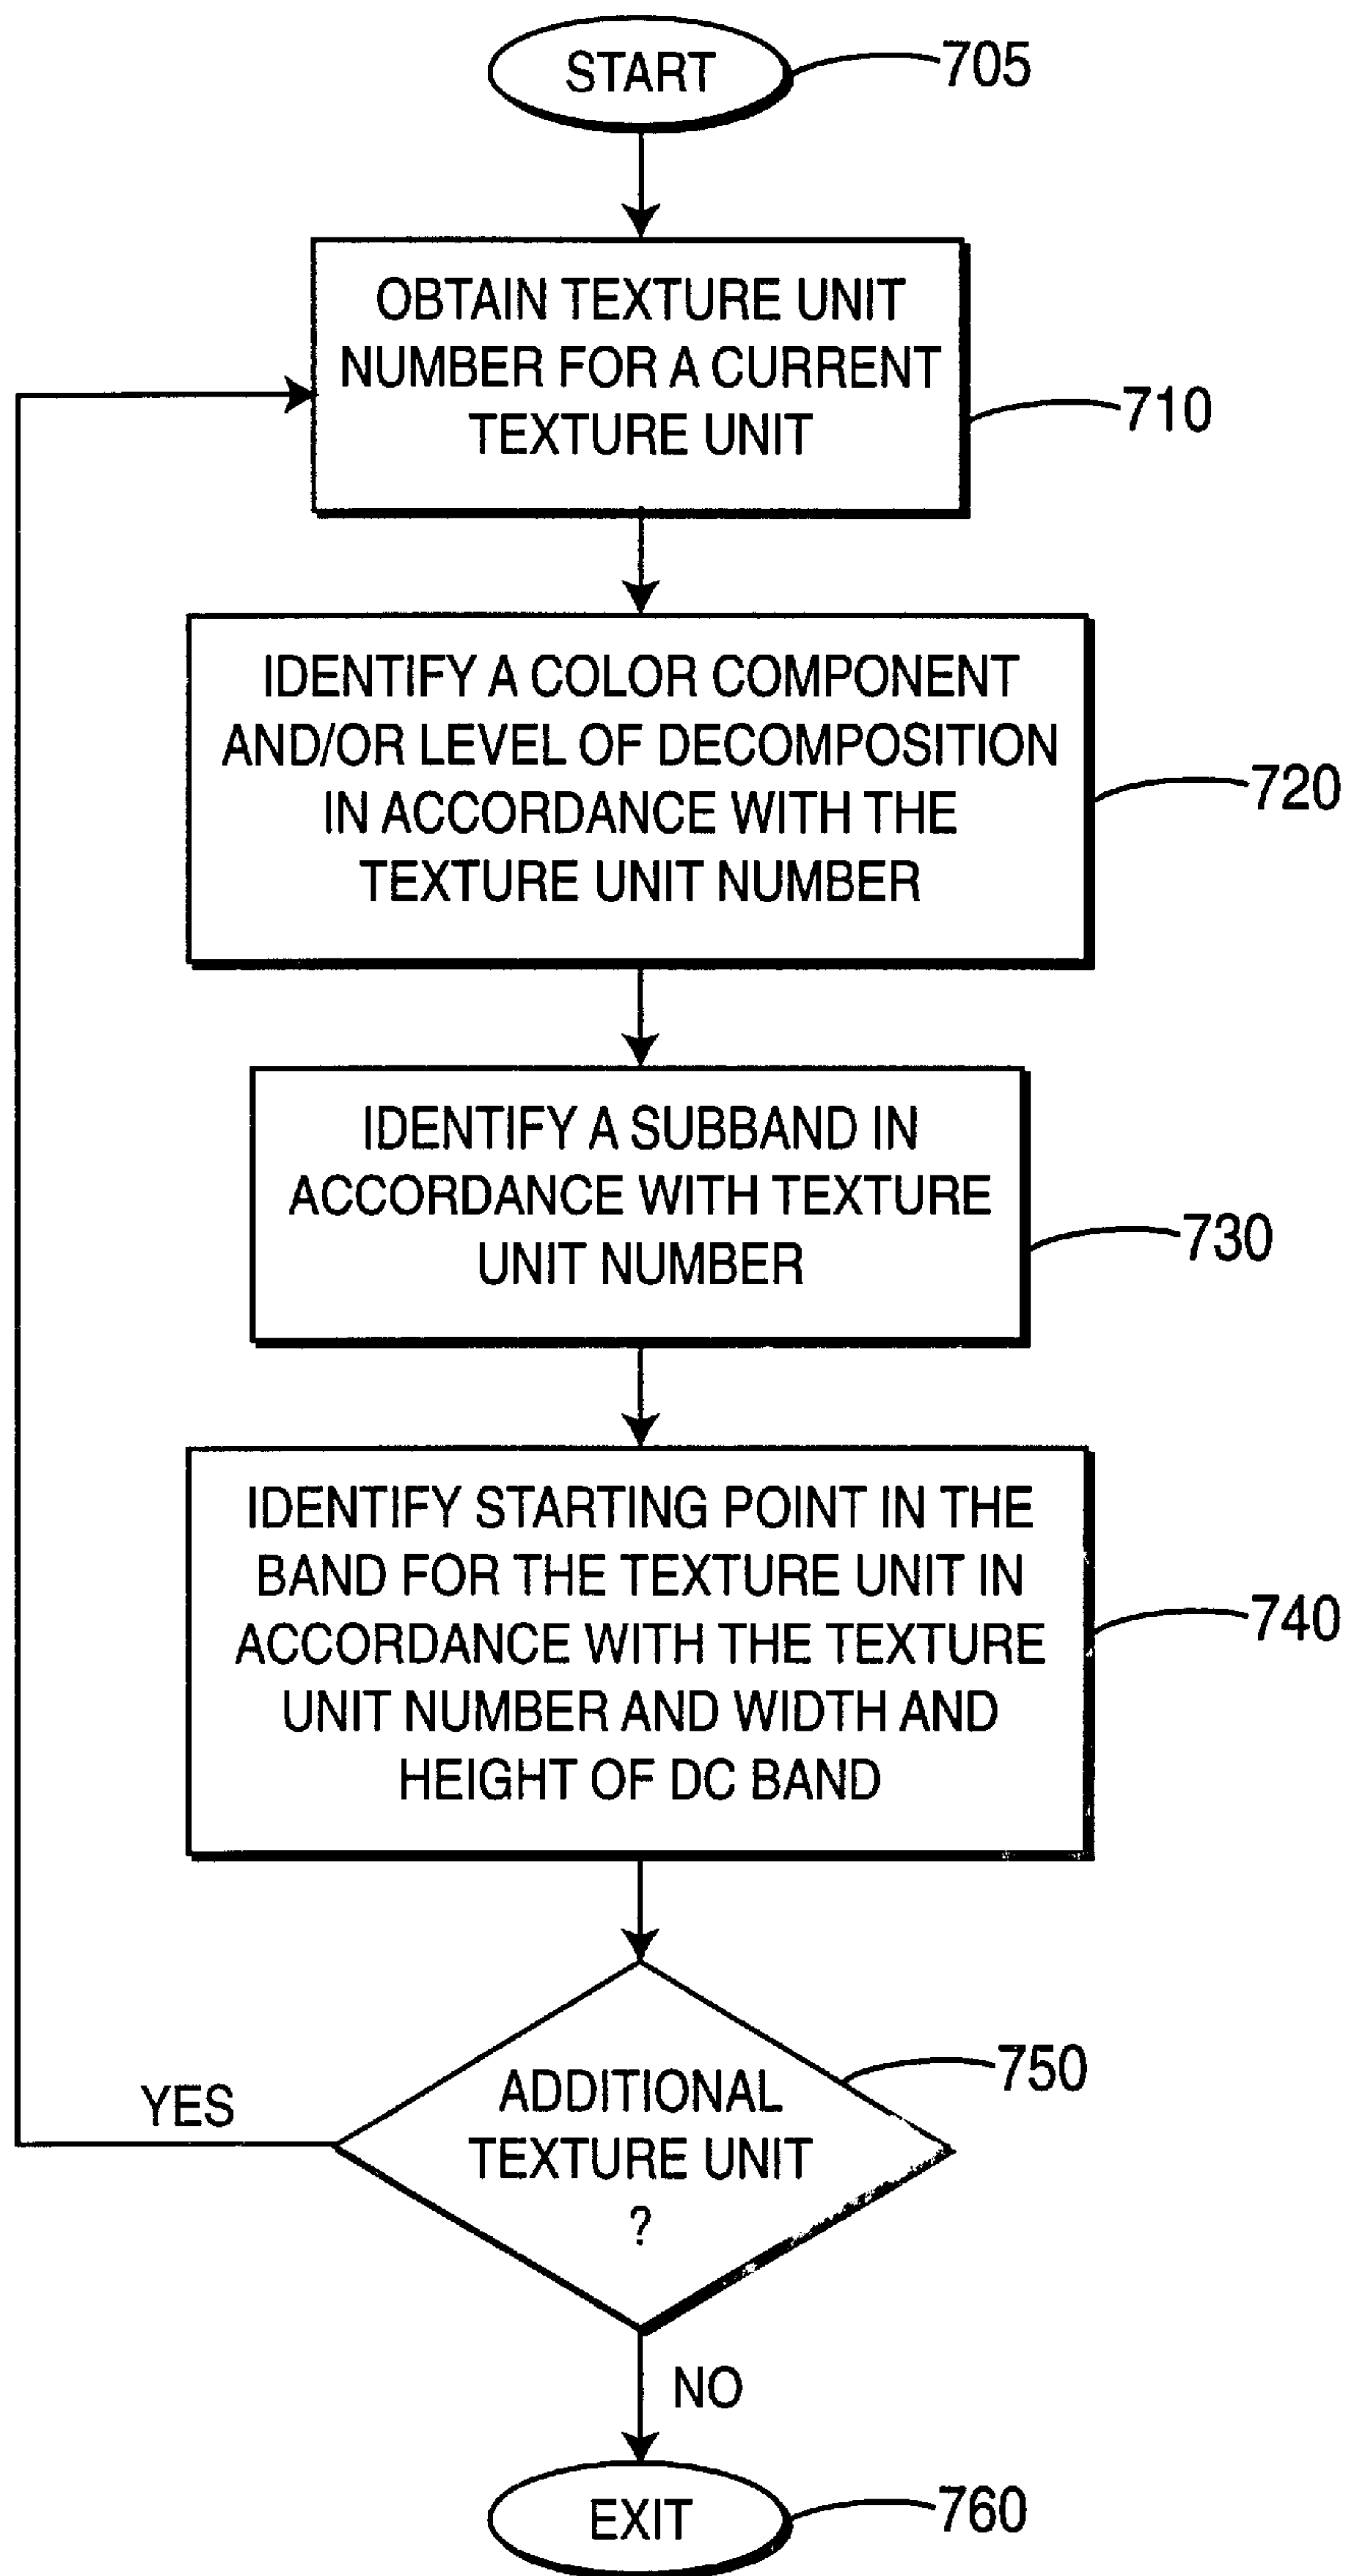 START
705
OBTAIN TEXTURE UNIT
NUMBER FOR A CURRENT
TEXTURE UNIT
710
IDENTIFY A COLOR COMPONENT
AND/OR LEVEL OF DECOMPOSITION
IN ACCORDANCE WITH THE
TEXTURE UNIT NUMBER
720
IDENTIFY A SUBBAND IN
ACCORDANCE WITH TEXTURE
UNIT NUMBER
730
IDENTIFY STARTING POINT IN THE
BAND FOR THE TEXTURE UNIT IN
ACCORDANCE WITH THE TEXTURE
UNIT NUMBER AND WIDTH AND
HEIGHT OF DC BAND
740
ADDITIONAL
TEXTURE UNIT
?
750
YES
NO
EXIT
760